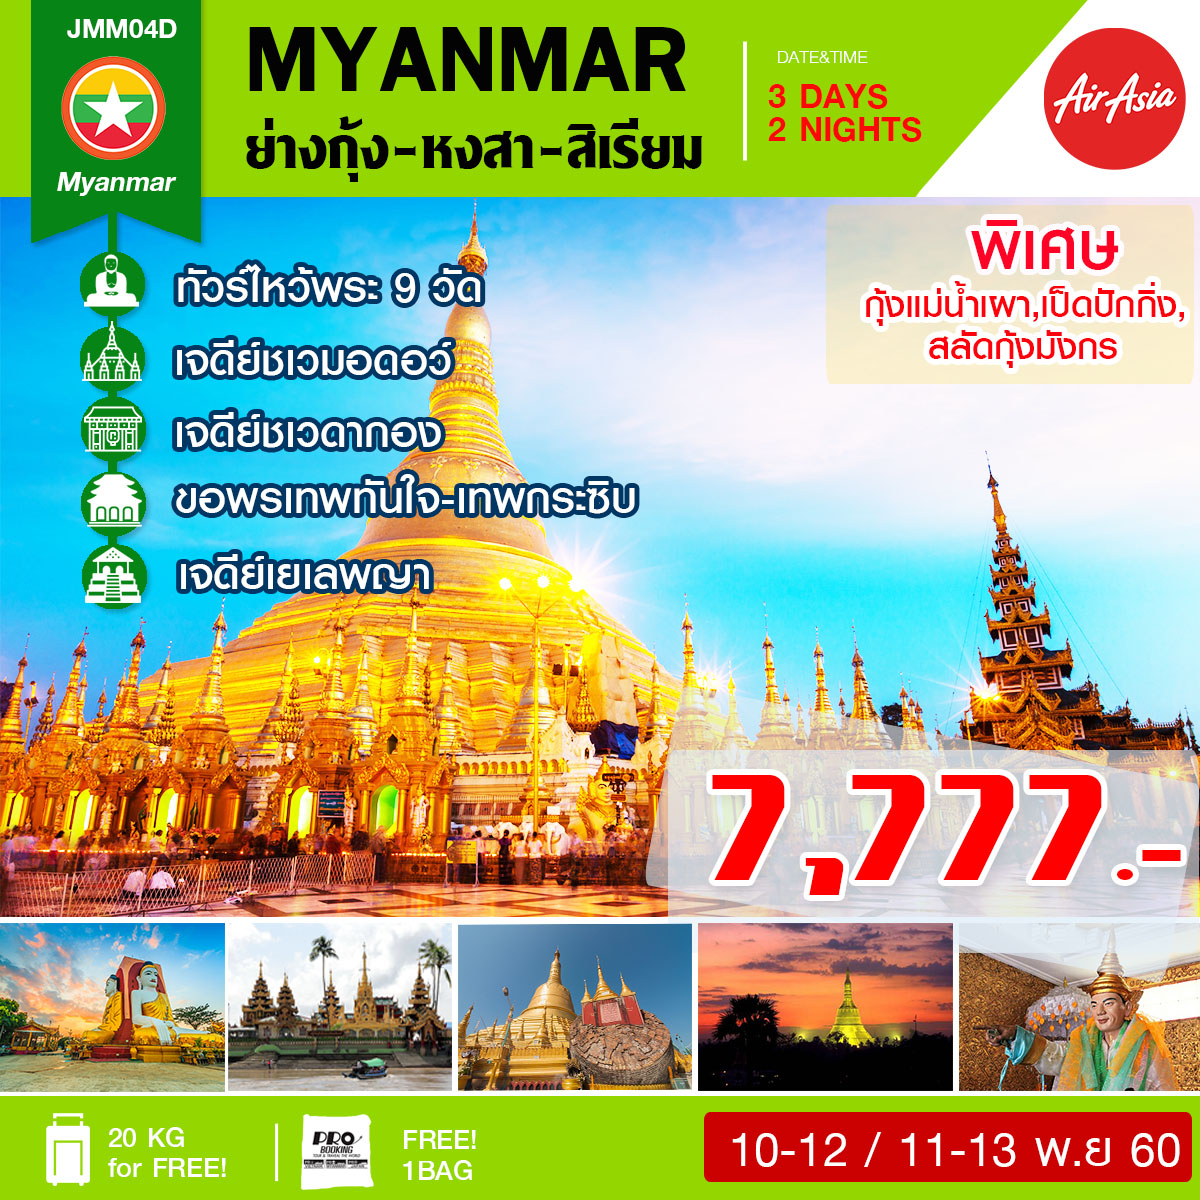 JMM04D
Myanmar
MYANMAR
ย่างกุ้ง-หงสา-สิเรียม
DATE&TIME
3 DAYS
2 NIGHTS
AirAsia
พิเศษ
กุ้งแม่น้ำเผา,เป็ดปักกิ่ง,
สลัดกุ้งมังกร
ทัวร์ไหว้พระ 9 วัด
เจดีย์ชเวมอดอว์
เจดีย์ชเวดากอง
ขอพรเทพทันใจ-เทพกระซิบ
เจดีย์เยเลพญา
7,777.-
20 KG
for FREE!
PRO
BOOKING
FREE!
1BAG
10-12 / 11-13 พ.ย 60